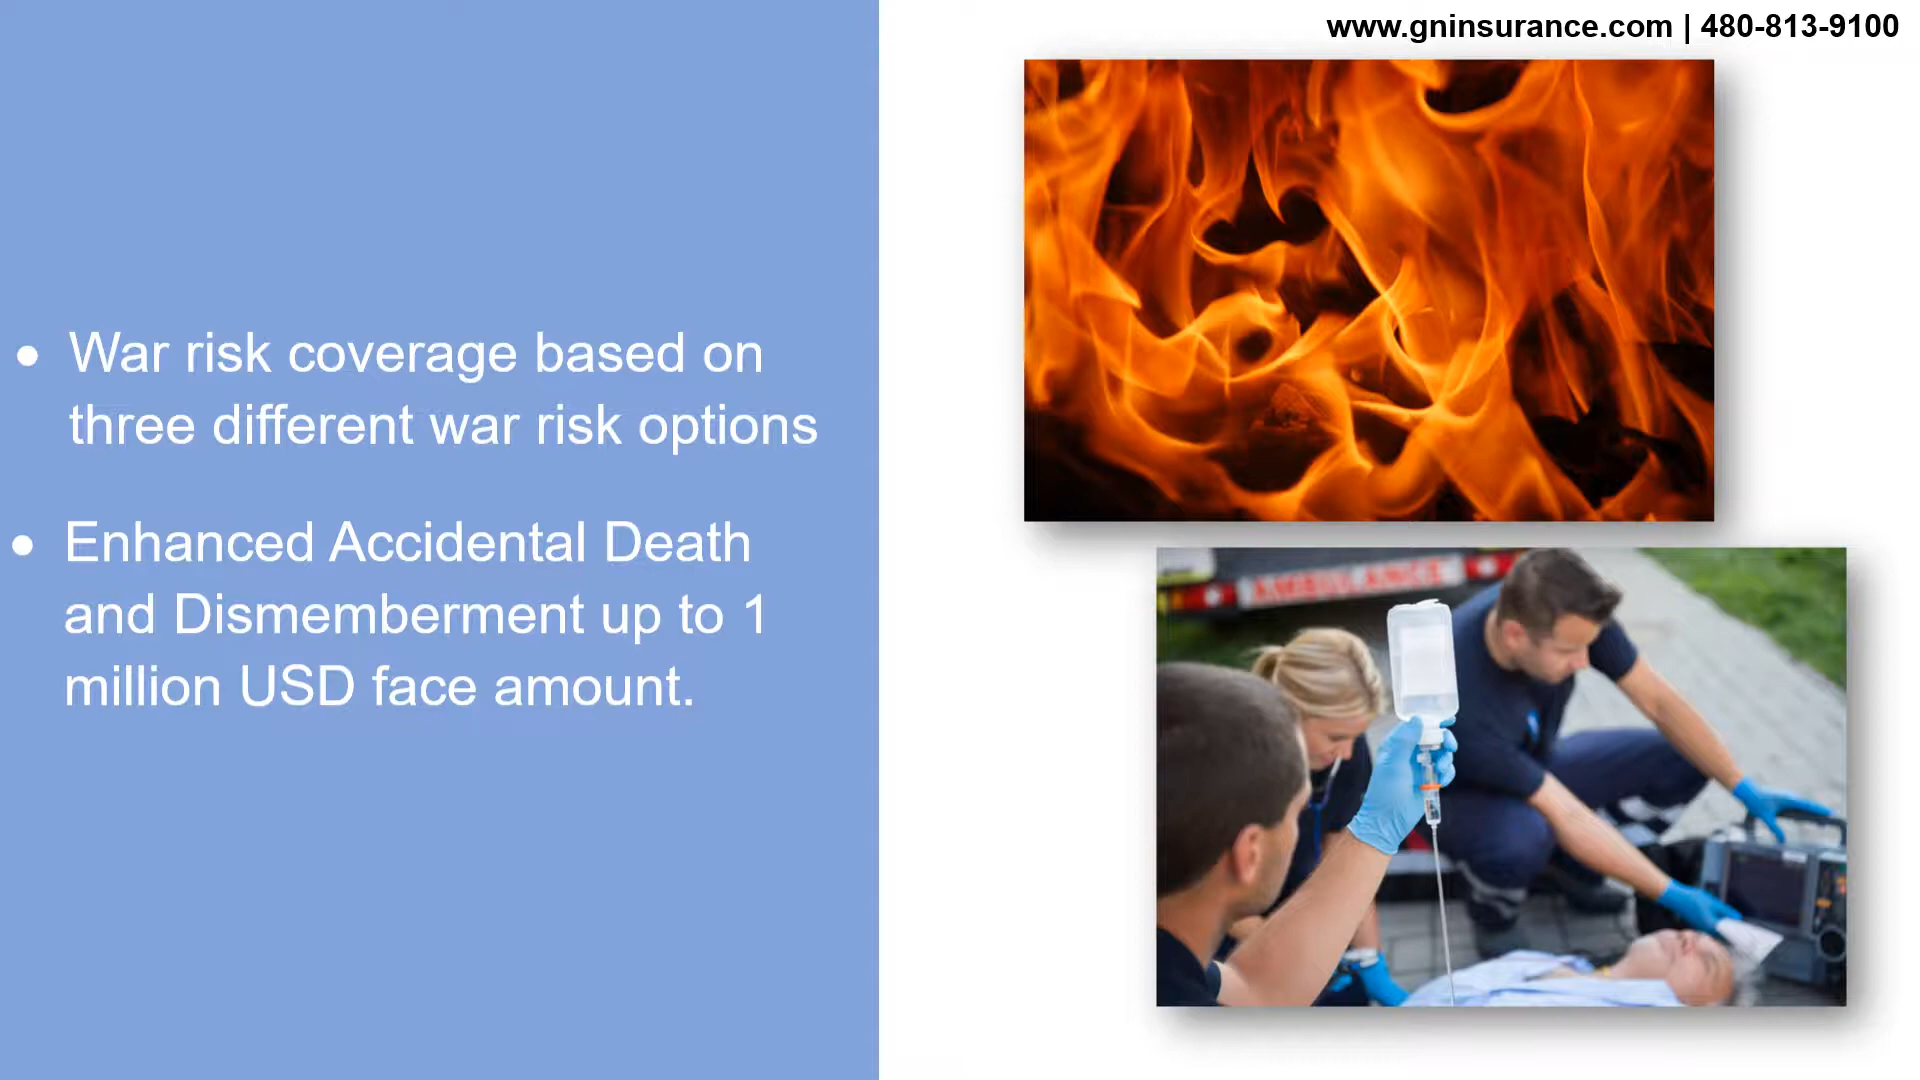 www.gninsurance.com | 480-813-9100
War risk coverage based on
three different war risk options
Enhanced Accidental Death
and Dismemberment up to 1
million USD face amount.
AMBULANCE